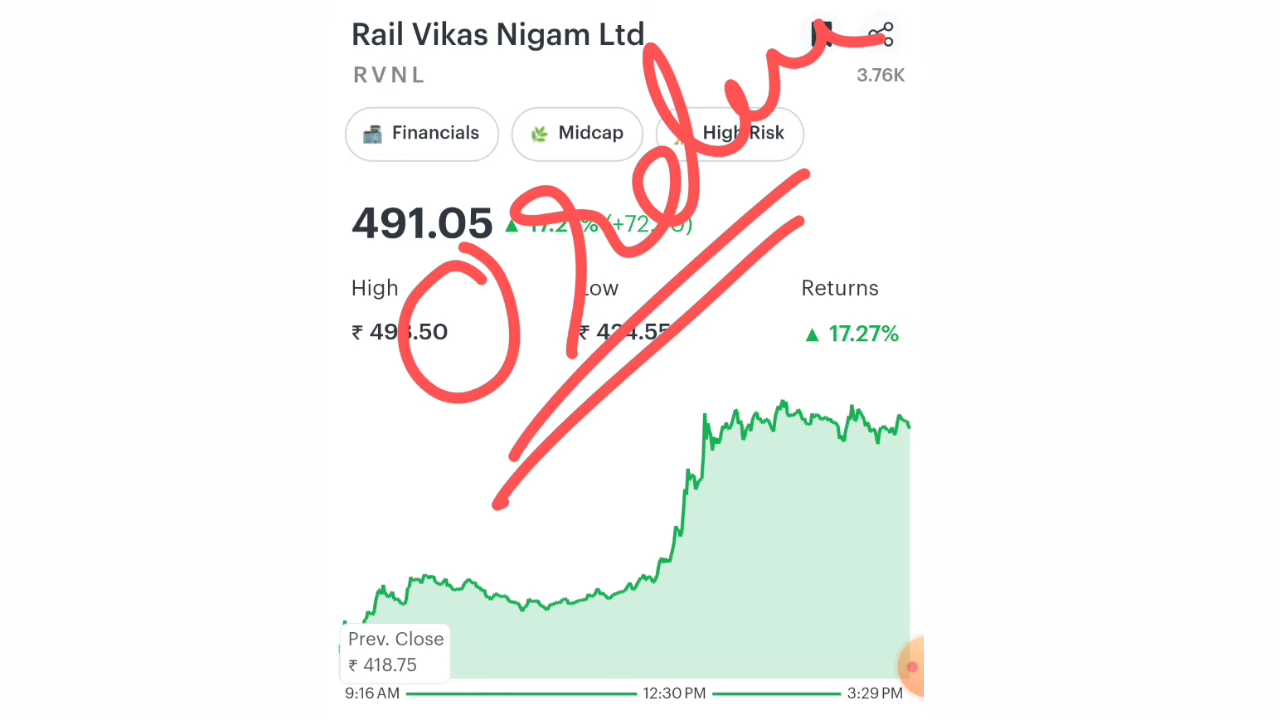 Rail Vikas Nigam Ltd
RVNL
3.76K
Financials
Midcap
High Risk
491.05
Order
High
Low
Returns
₹ 17.27%
Prev. Close
₹ 418.75
9:16 AM
12:30 PM
3:29 PM